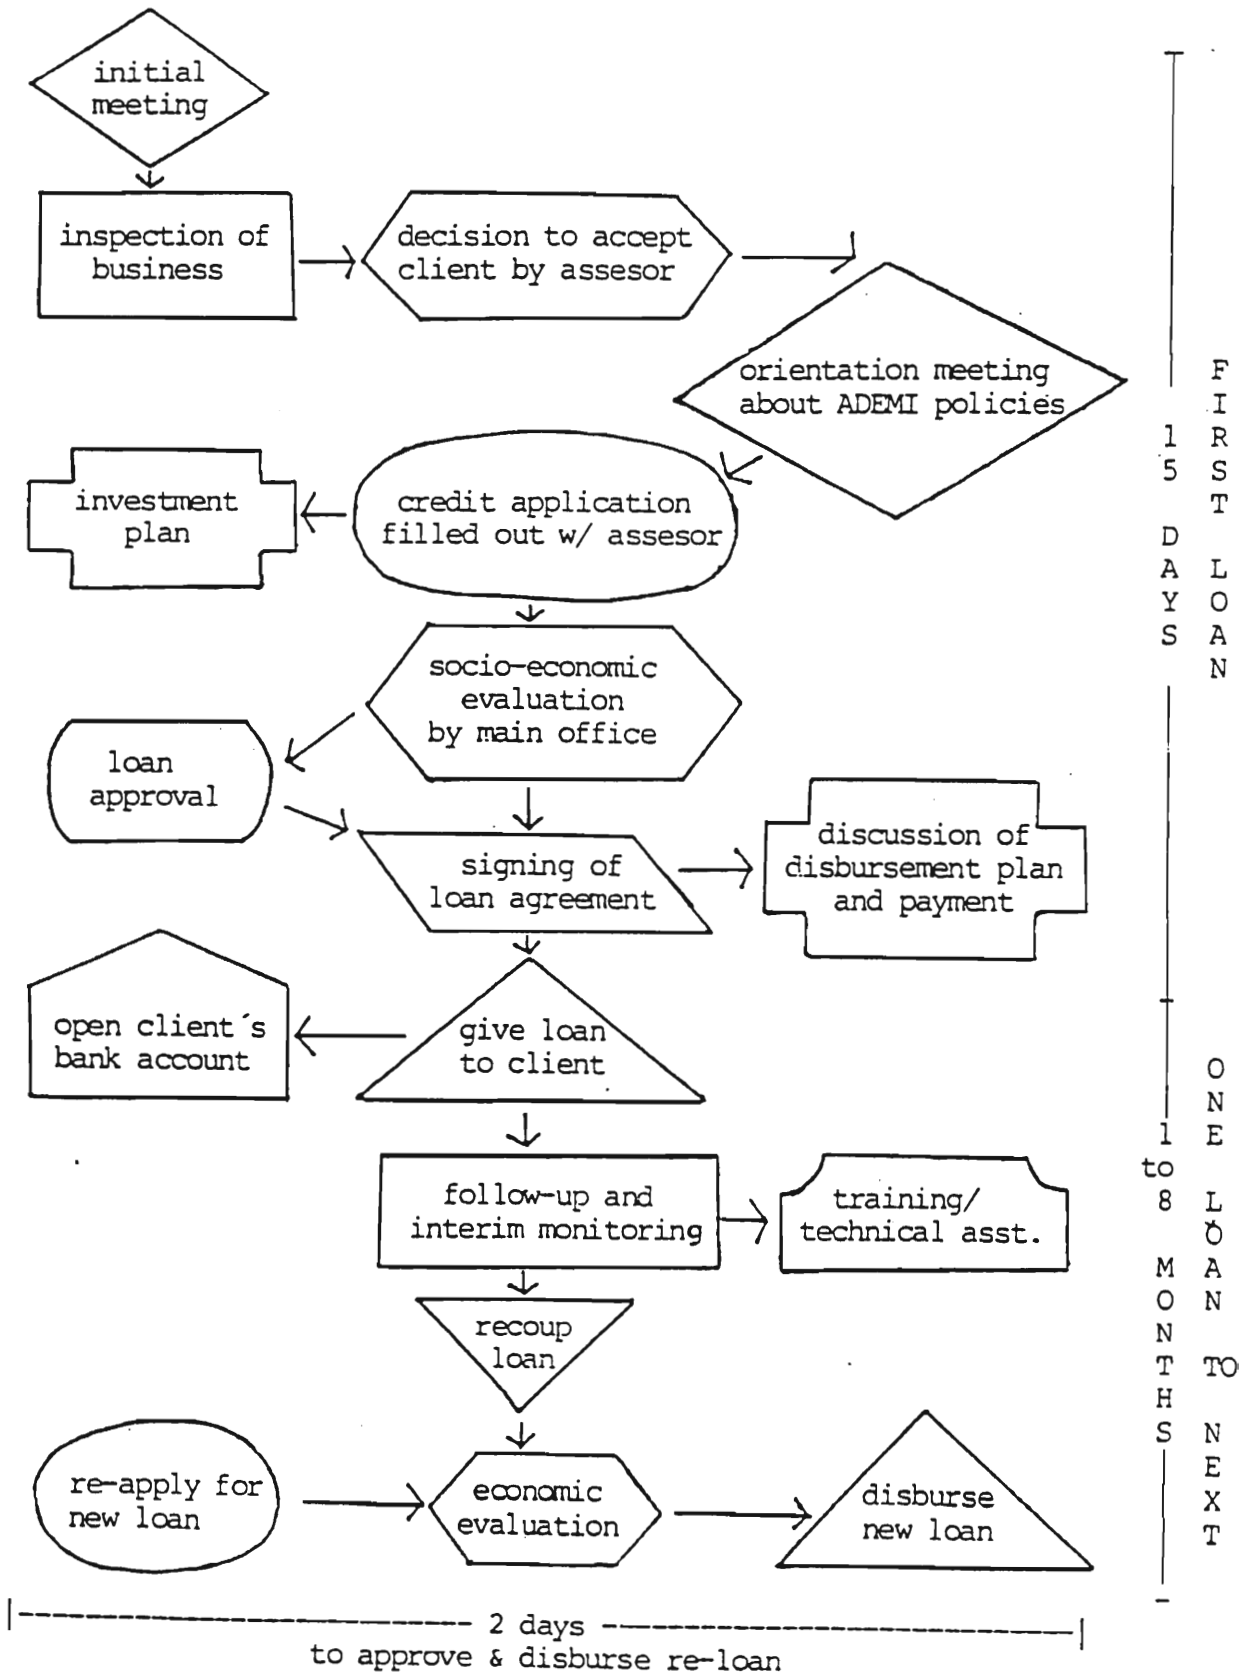 initial
meeting
inspection of
business
decision to accept
client by assesor
orientation meeting
about ADEMI policies
investment
plan
credit application
filled out w/ assesor
socio-economic
evaluation
by main office
loan
approval
signing of
loan agreement
discussion of
disbursement plan
and payment
open client´s
bank account
give loan
to client
follow-up and
interim monitoring
training/
technical asst.
recoup
loan
re-apply for
new loan
economic
evaluation
disburse
new loan
2 days
to approve & disburse re-loan
15 DAYS
FIRST LOAN
1 to 8 MONTHS
ONE LOAN TO NEXT